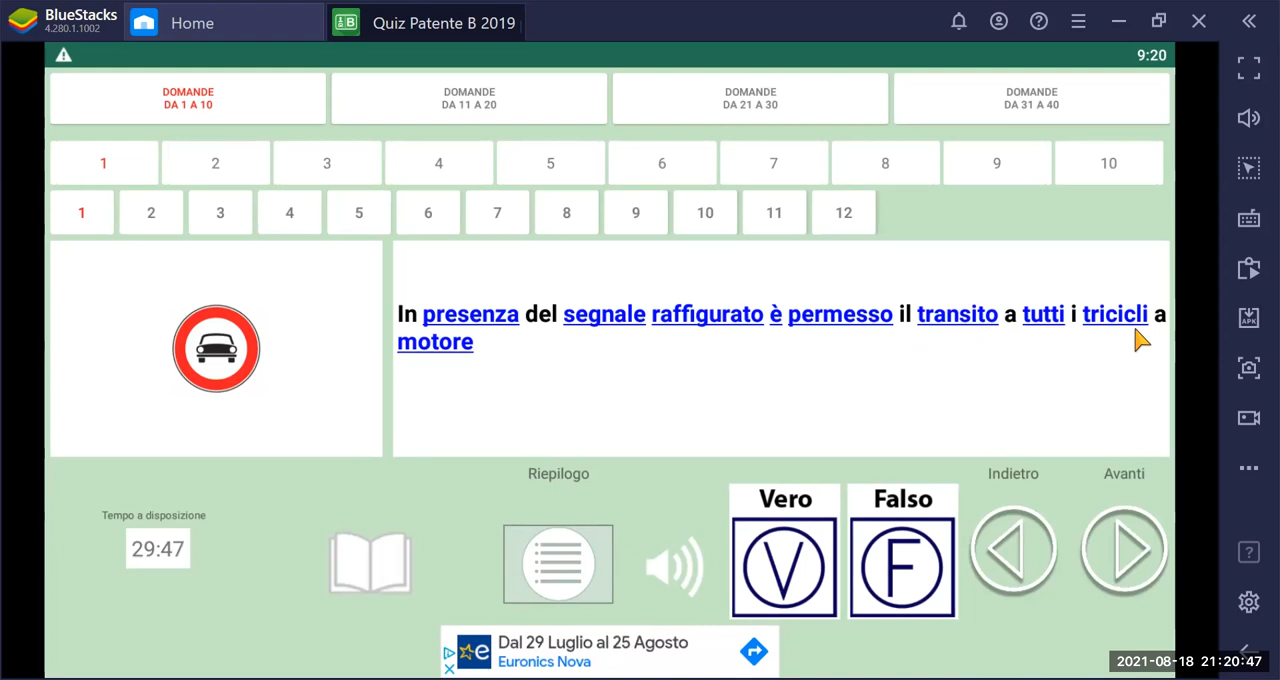 BlueStacks
4.280.1.1002
Home
Quiz Patente B 2019
9:20
DOMANDE
DA 1 A 10
DOMANDE
DA 11 A 20
DOMANDE
DA 21 A 30
DOMANDE
DA 31 A 40
1 2 3 4 5 6 7 8 9 10
1 2 3 4 5 6 7 8 9 10 11 12
In presenza del segnale raffigurato è permesso il transito a tutti i tricicli a
motore
Riepilogo
Indietro
Avanti
Vero
Falso
V
F
Tempo a disposizione
29:47
Dal 29 Luglio al 25 Agosto
Euronics Nova
e
B
APK
2021-08-18 21:20:47